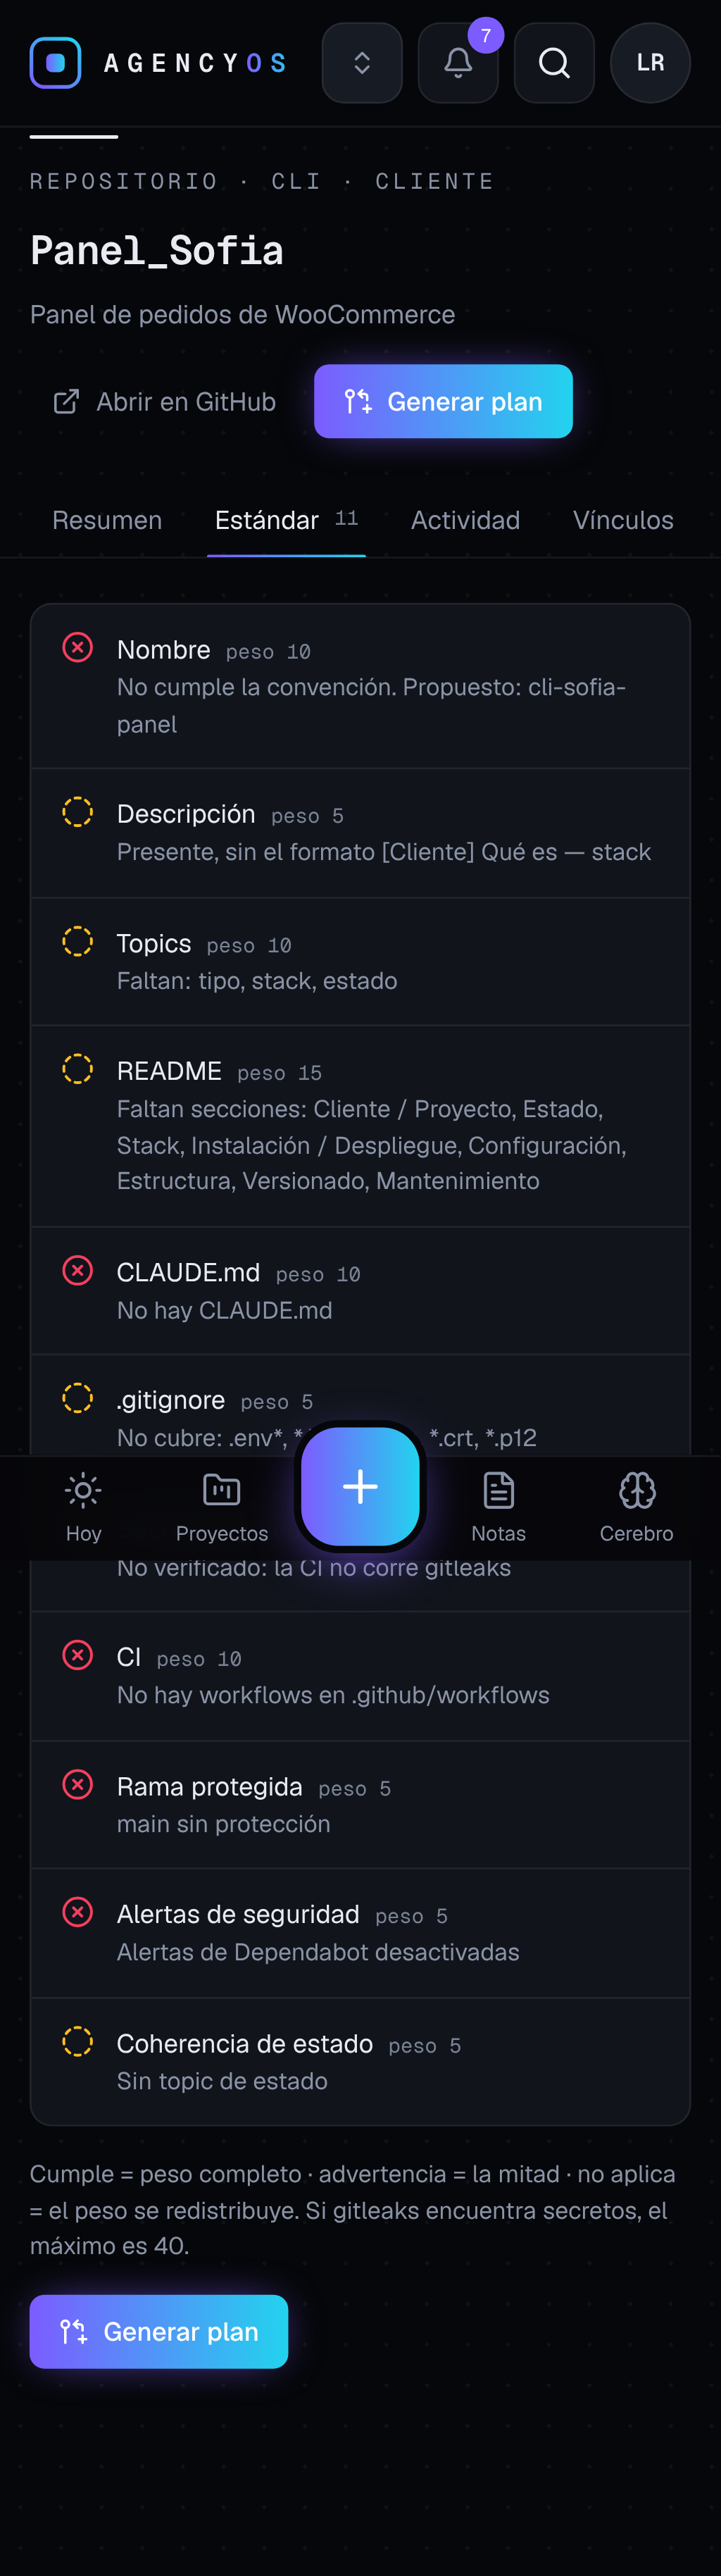 AGENCYOS
7
LR
REPOSITORIO · CLI · CLIENTE
Panel_Sofia
Panel de pedidos de WooCommerce
Abrir en GitHub
Generar plan
Resumen
Estándar 11
Actividad
Vínculos
Nombre peso 10
No cumple la convención. Propuesto: cli-sofia-
panel
Descripción peso 5
Presente, sin el formato [Cliente] Qué es — stack
Topics peso 10
Faltan: tipo, stack, estado
README peso 15
Faltan secciones: Cliente / Proyecto, Estado,
Stack, Instalación / Despliegue, Configuración,
Estructura, Versionado, Mantenimiento
CLAUDE.md peso 10
No hay CLAUDE.md
.gitignore peso 5
No cubre: .env*, *.crt, *.p12
Hoy
Proyectos
Notas
Cerebro
No verificado: la CI no corre gitleaks
CI peso 10
No hay workflows en .github/workflows
Rama protegida peso 5
main sin protección
Alertas de seguridad peso 5
Alertas de Dependabot desactivadas
Coherencia de estado peso 5
Sin topic de estado
Cumple = peso completo · advertencia = la mitad · no aplica
= el peso se redistribuye. Si gitleaks encuentra secretos, el
máximo es 40.
Generar plan